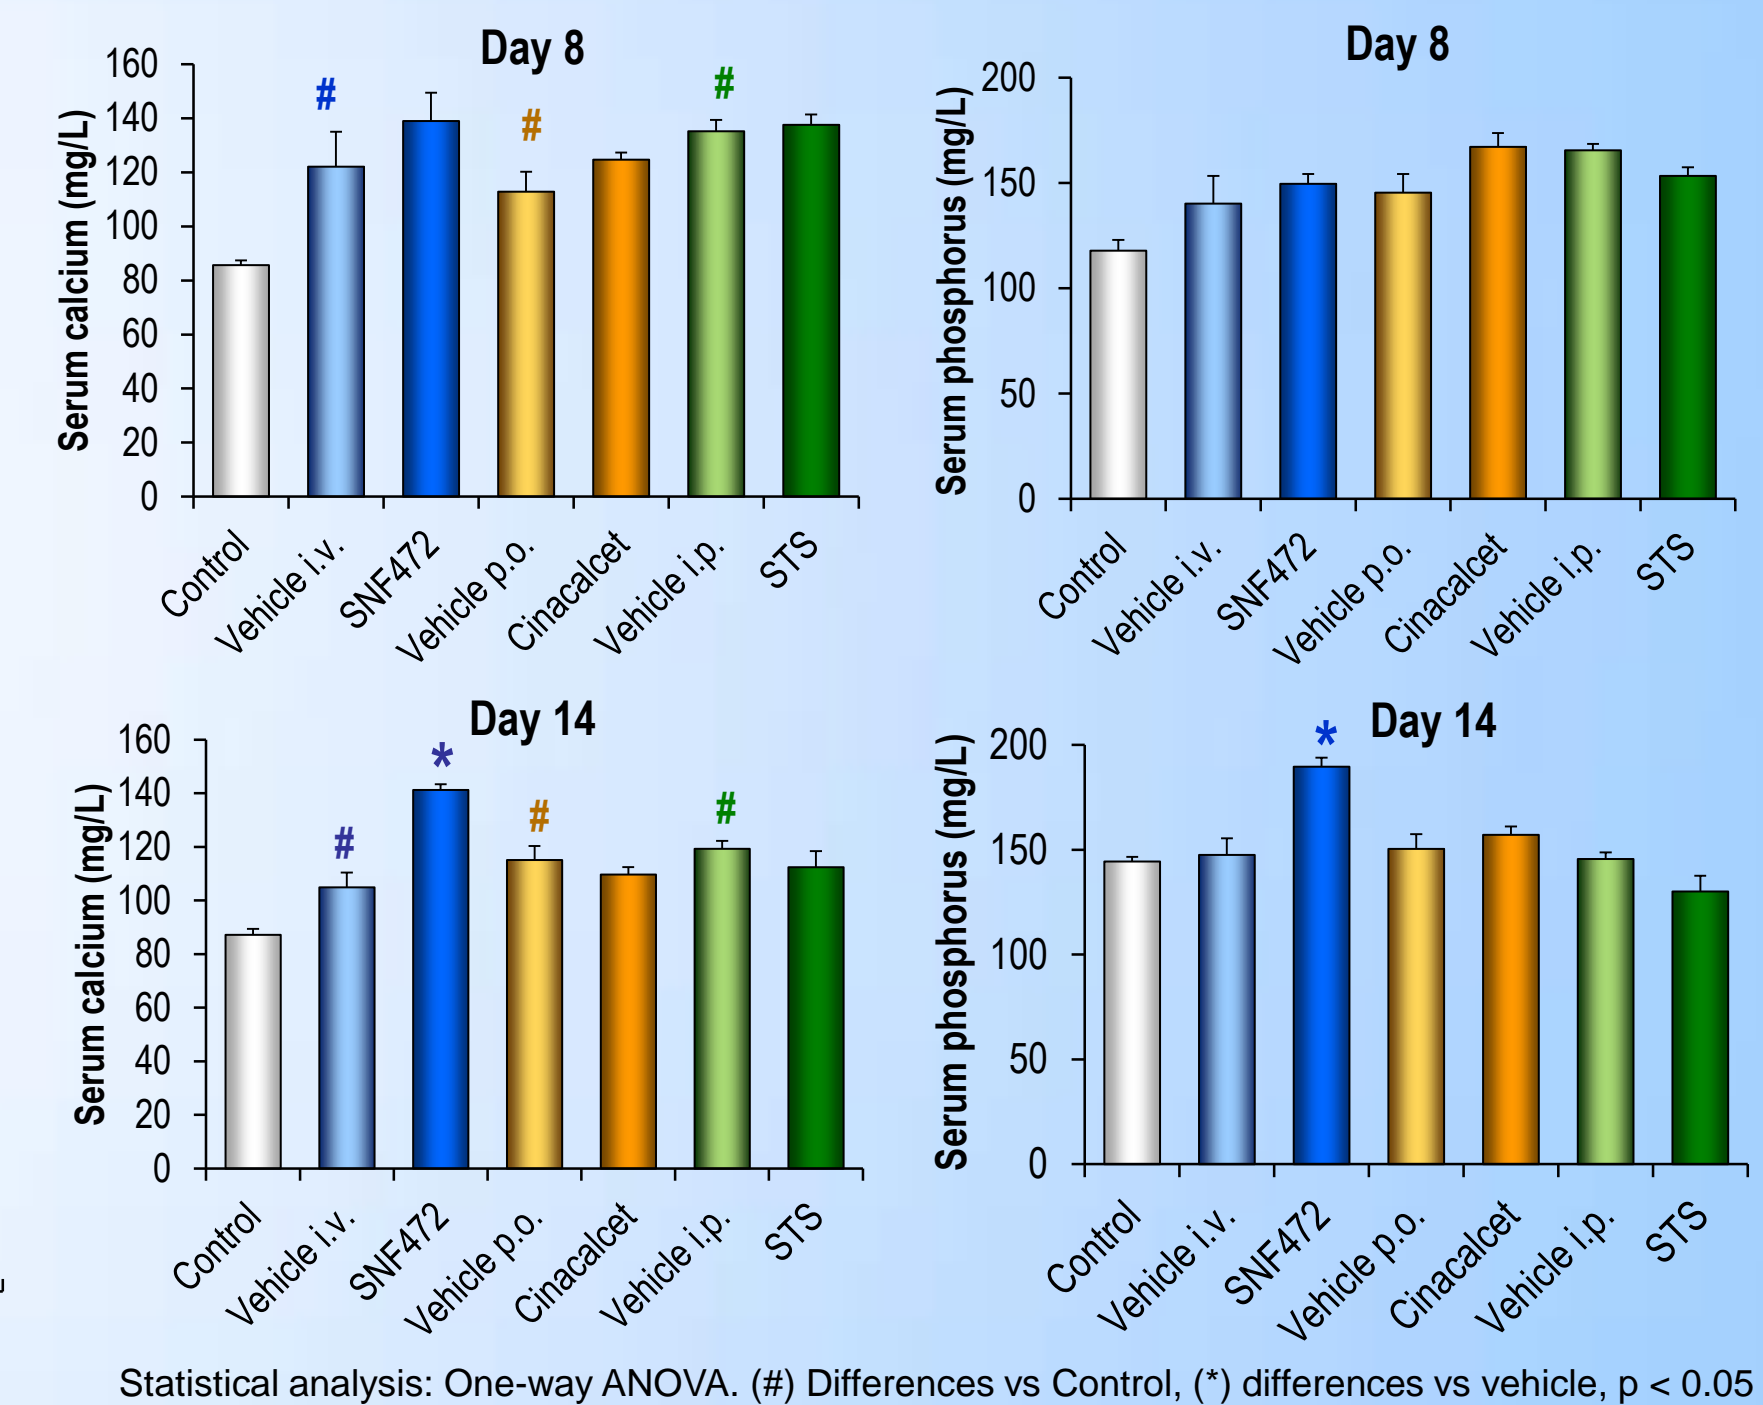 Day 8
Serum calcium (mg/L)
160
140
120
100
80
60
40
20
0
#
#
#
Control
Vehicle i.v.
SNF472
Vehicle p.o.
Cinacalcet
Vehicle i.p.
STS
Day 8
Serum phosphorus (mg/L)
200
150
100
50
0
Control
Vehicle i.v.
SNF472
Vehicle p.o.
Cinacalcet
Vehicle i.p.
STS
Day 14
Serum calcium (mg/L)
160
140
120
100
80
60
40
20
0
#
*
#
#
Control
Vehicle i.v.
SNF472
Vehicle p.o.
Cinacalcet
Vehicle i.p.
STS
Day 14
Serum phosphorus (mg/L)
200
150
100
50
0
*
Control
Vehicle i.v.
SNF472
Vehicle p.o.
Cinacalcet
Vehicle i.p.
STS
Statistical analysis: One-way ANOVA. (#) Differences vs Control, (*) differences vs vehicle, p < 0.05